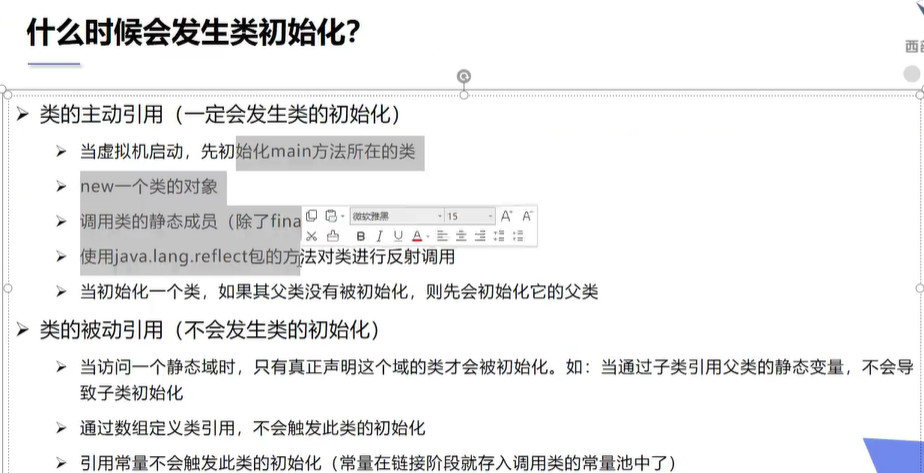 什么时候会发生类初始化？
西
类的主动引用（一定会发生类的初始化）
当虚拟机启动，先初始化main方法所在的类
new一个类的对象
调用类的静态成员（除了fina
微软雅黑 15 A+ A-
B I U A
使用java.lang.reflect包的方法对类进行反射调用
当初始化一个类，如果其父类没有被初始化，则先会初始化它的父类
类的被动引用（不会发生类的初始化）
当访问一个静态域时，只有真正声明这个域的类才会被初始化。如：当通过子类引用父类的静态变量，不会导
致子类初始化
通过数组定义类引用，不会触发此类的初始化
引用常量不会触发此类的初始化（常量在链接阶段就存入调用类的常量池中了）